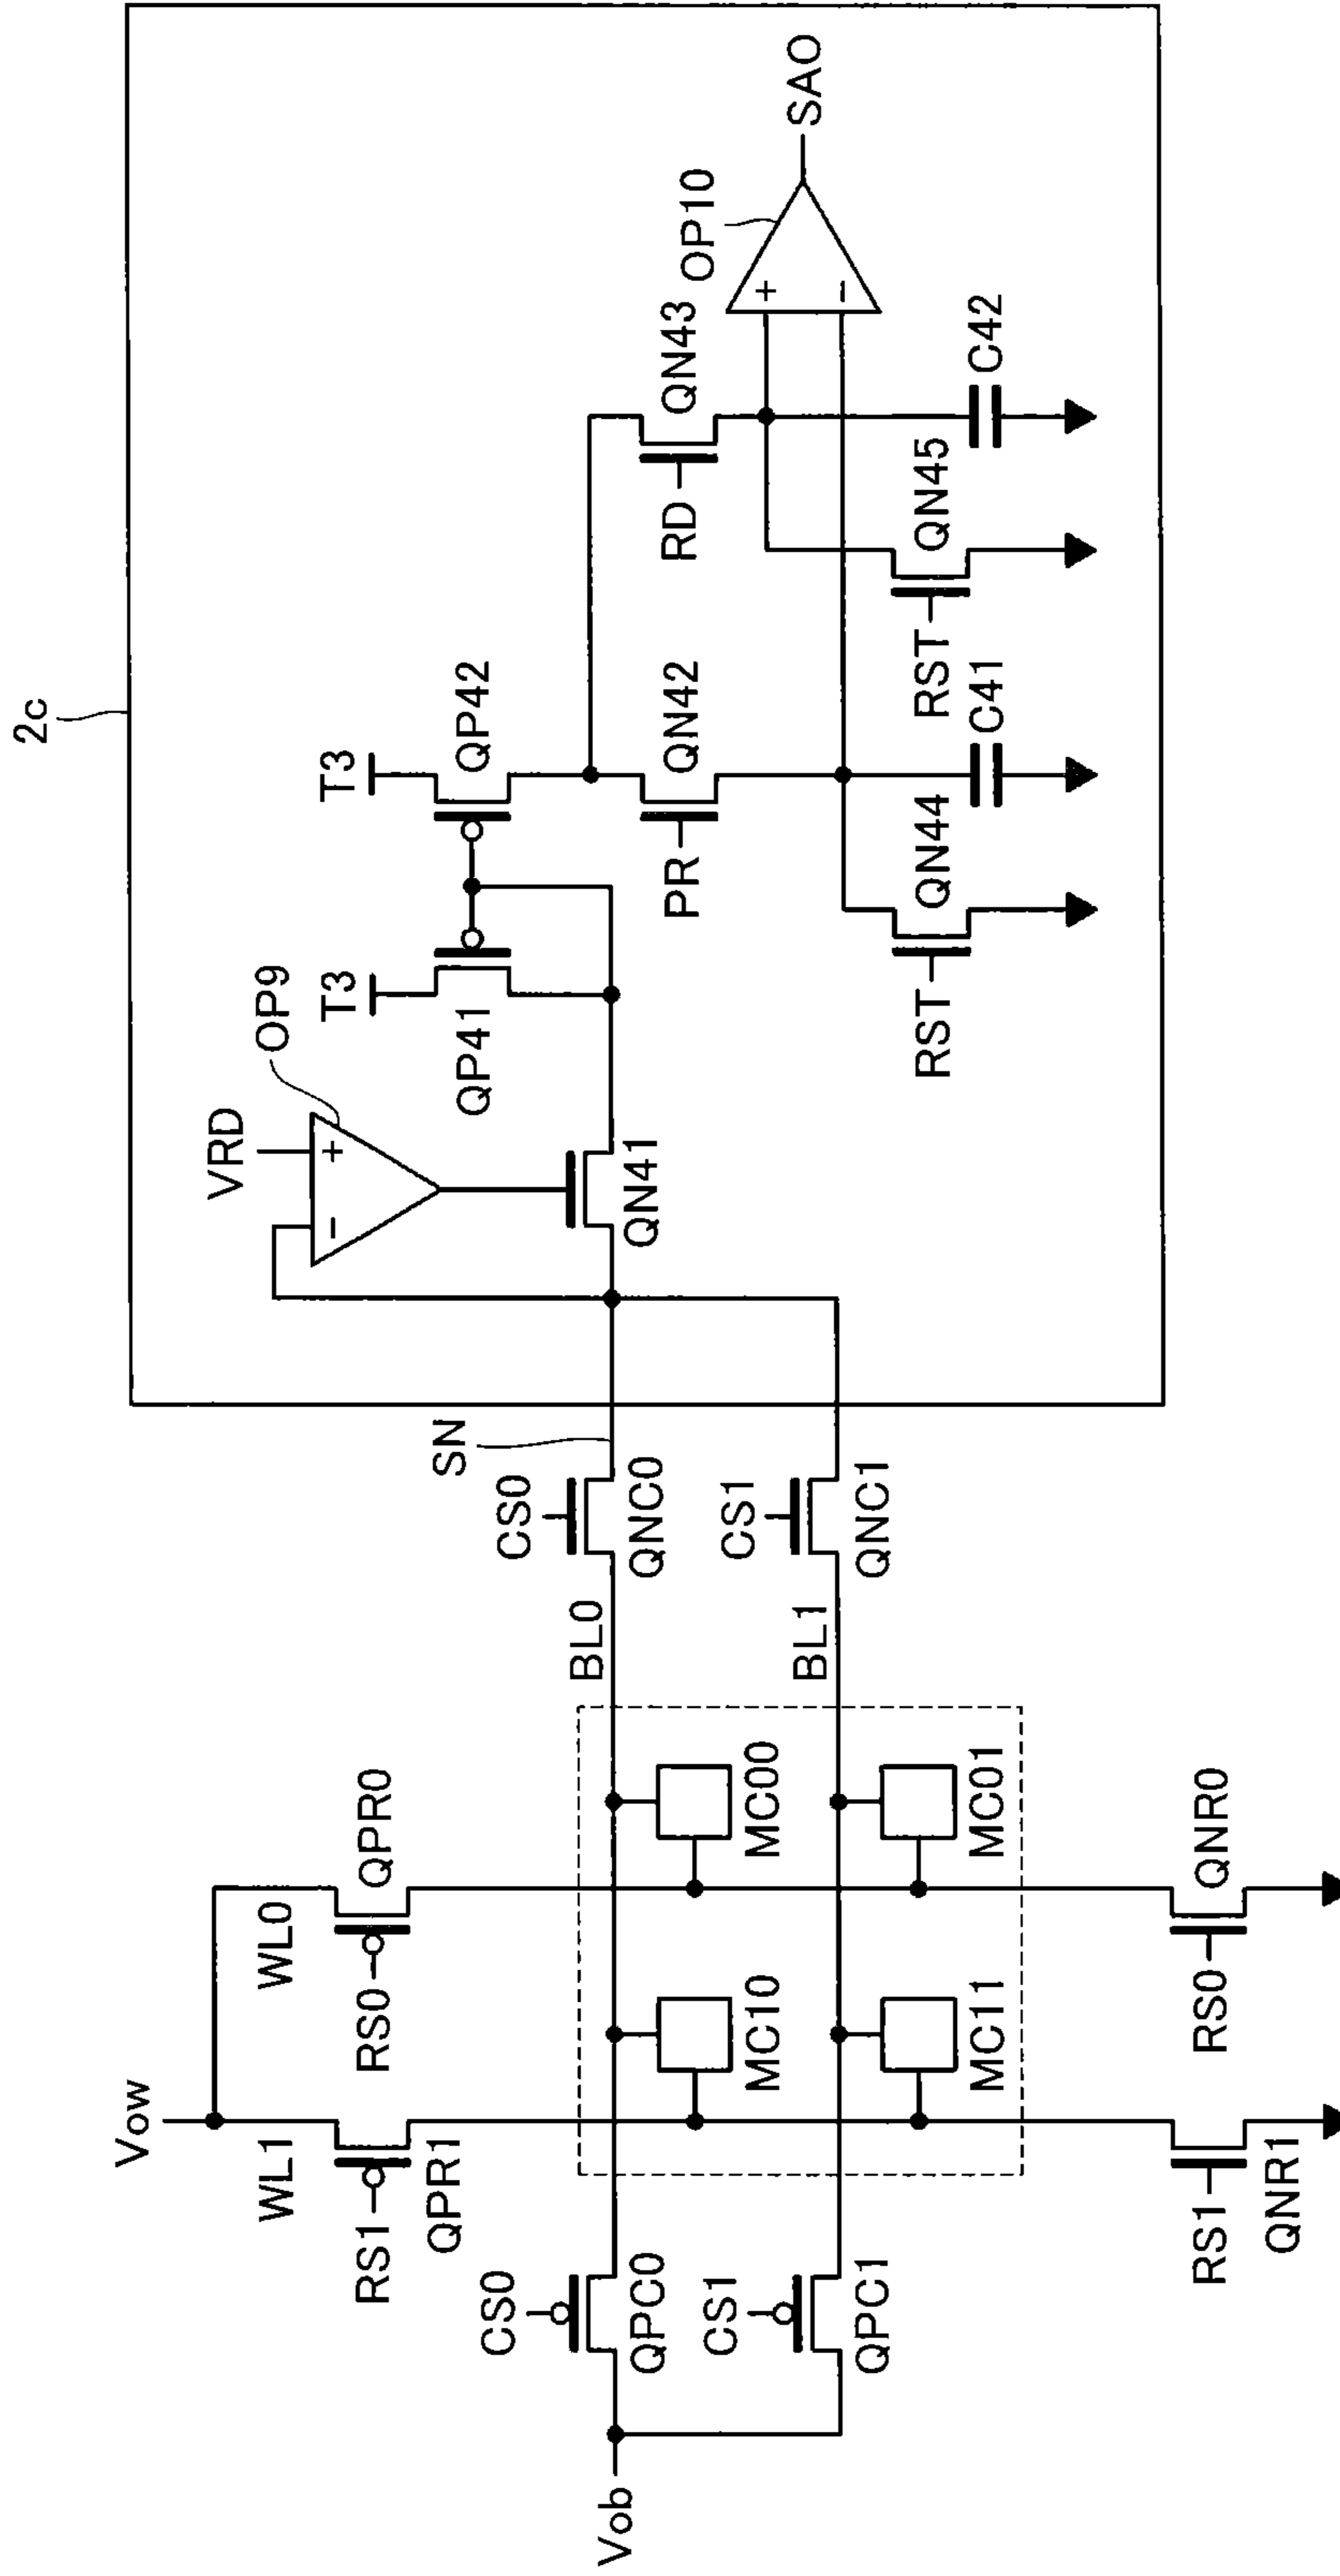 2c
T3
T3
QP42
QP41
OP9
VRD
QN41
PR
QN42
RD
QN43
OP10
SAO
RST
QN44
C41
RST
QN45
C42
SN
CS0
QNC0
CS1
QNC1
BL0
BL1
Vow
WL1
WL0
RS1
QPR1
RS0
QPR0
MC10
MC00
MC11
MC01
CS0
QPC0
CS1
QPC1
Vob
RS1
QNR1
RS0
QNR0
+
-
+
-